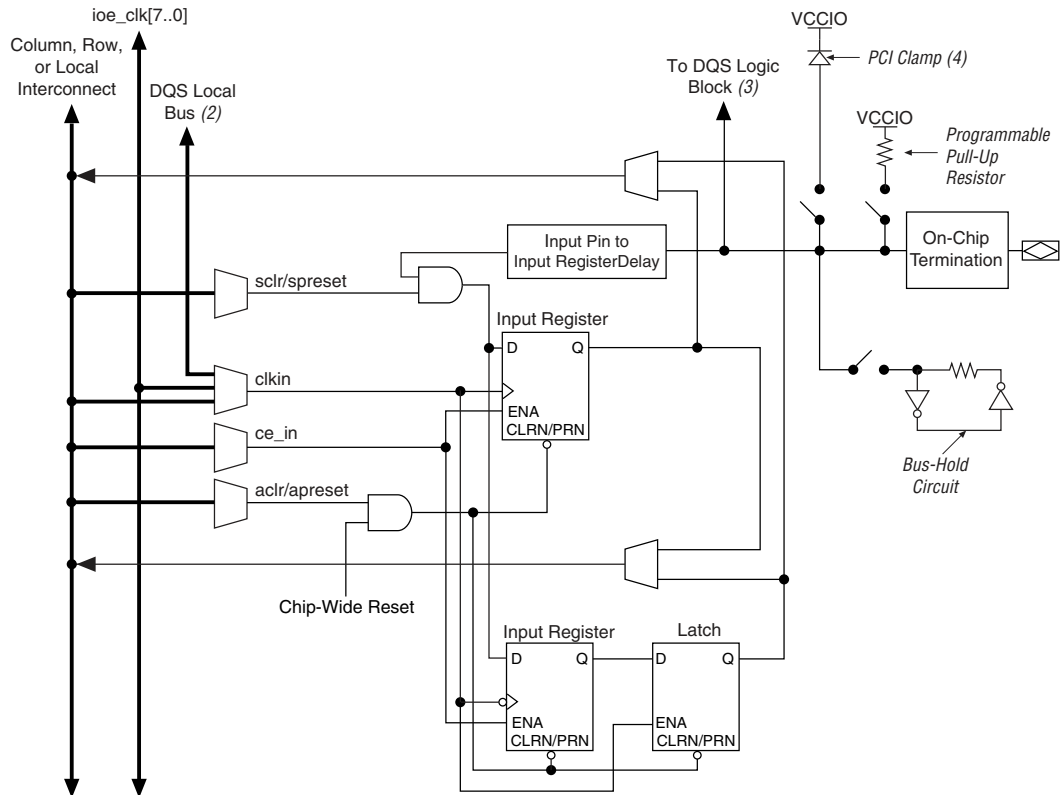 ioe_clk[7..0]
Column, Row,
or Local
Interconnect
DQS Local
Bus (2)
To DQS Logic
Block (3)
VCCIO
PCI Clamp (4)
VCCIO
Programmable
Pull-Up
Resistor
Input Pin to
Input RegisterDelay
On-Chip
Termination
sclr/spreset
Input Register
D
Q
clkin
ENA
CLRN/PRN
ce_in
Bus-Hold
Circuit
aclr/apreset
Chip-Wide Reset
Input Register
Latch
D
Q
D
Q
ENA
CLRN/PRN
ENA
CLRN/PRN